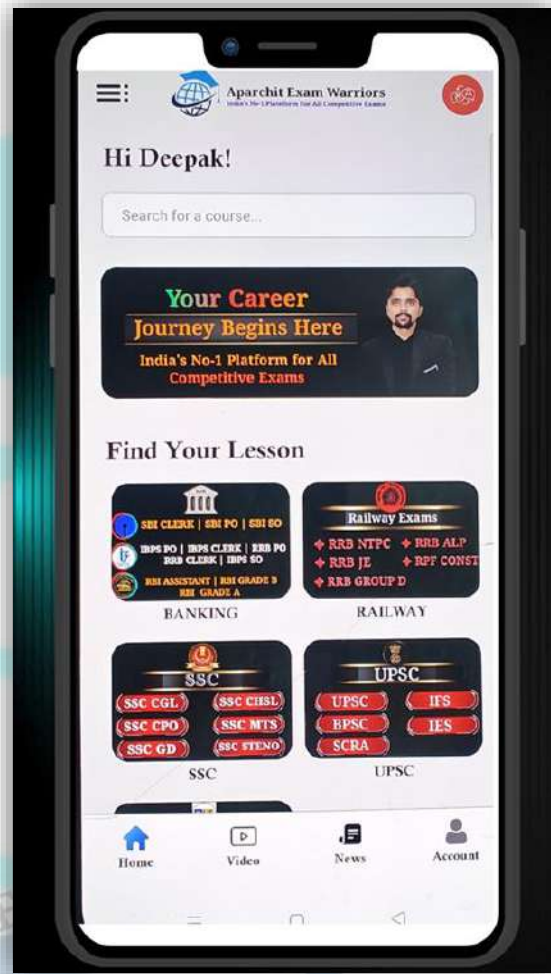 Aparchit Exam Warriors
India's No-1 Platform For All Competitive Exams
Hi Deepak!
Search for a course...
Your Career
Journey Begins Here
India's No-1 Platform for All
Competitive Exams
Find Your Lesson
SBI CLERK | SBI PO | SBI SO
IBPS PO | IBPS CLERK | RRB PO
RRB CLERK | IBPS SO
RBI ASSISTANT | RBI GRADE B
RBI GRADE A
BANKING
Railway Exams
RRB NTPC
RRB ALP
RRB JE
RPF CONST
RRB GROUP D
RAILWAY
SSC
SSC CGL
SSC CHSL
SSC CPO
SSC MTS
SSC GD
SSC STENO
SSC
UPSC
UPSC
IFS
BPSC
IES
SCRA
UPSC
Home
Video
News
Account